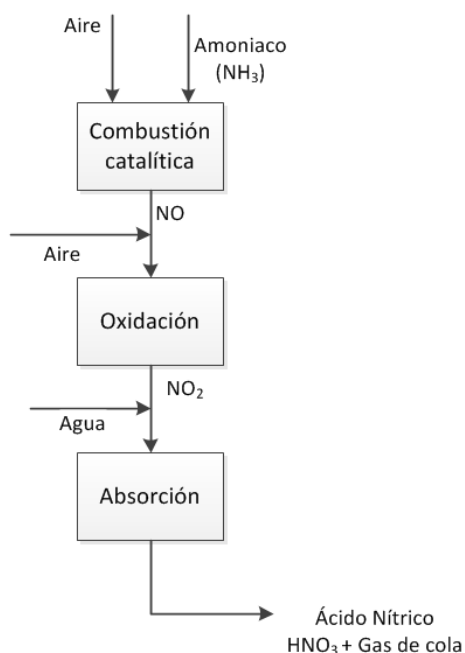 Aire
Amoniaco
(NH₃)
Combustión
catalítica
NO
Aire
Oxidación
NO₂
Agua
Absorción
Ácido Nítrico
HNO₃ + Gas de cola